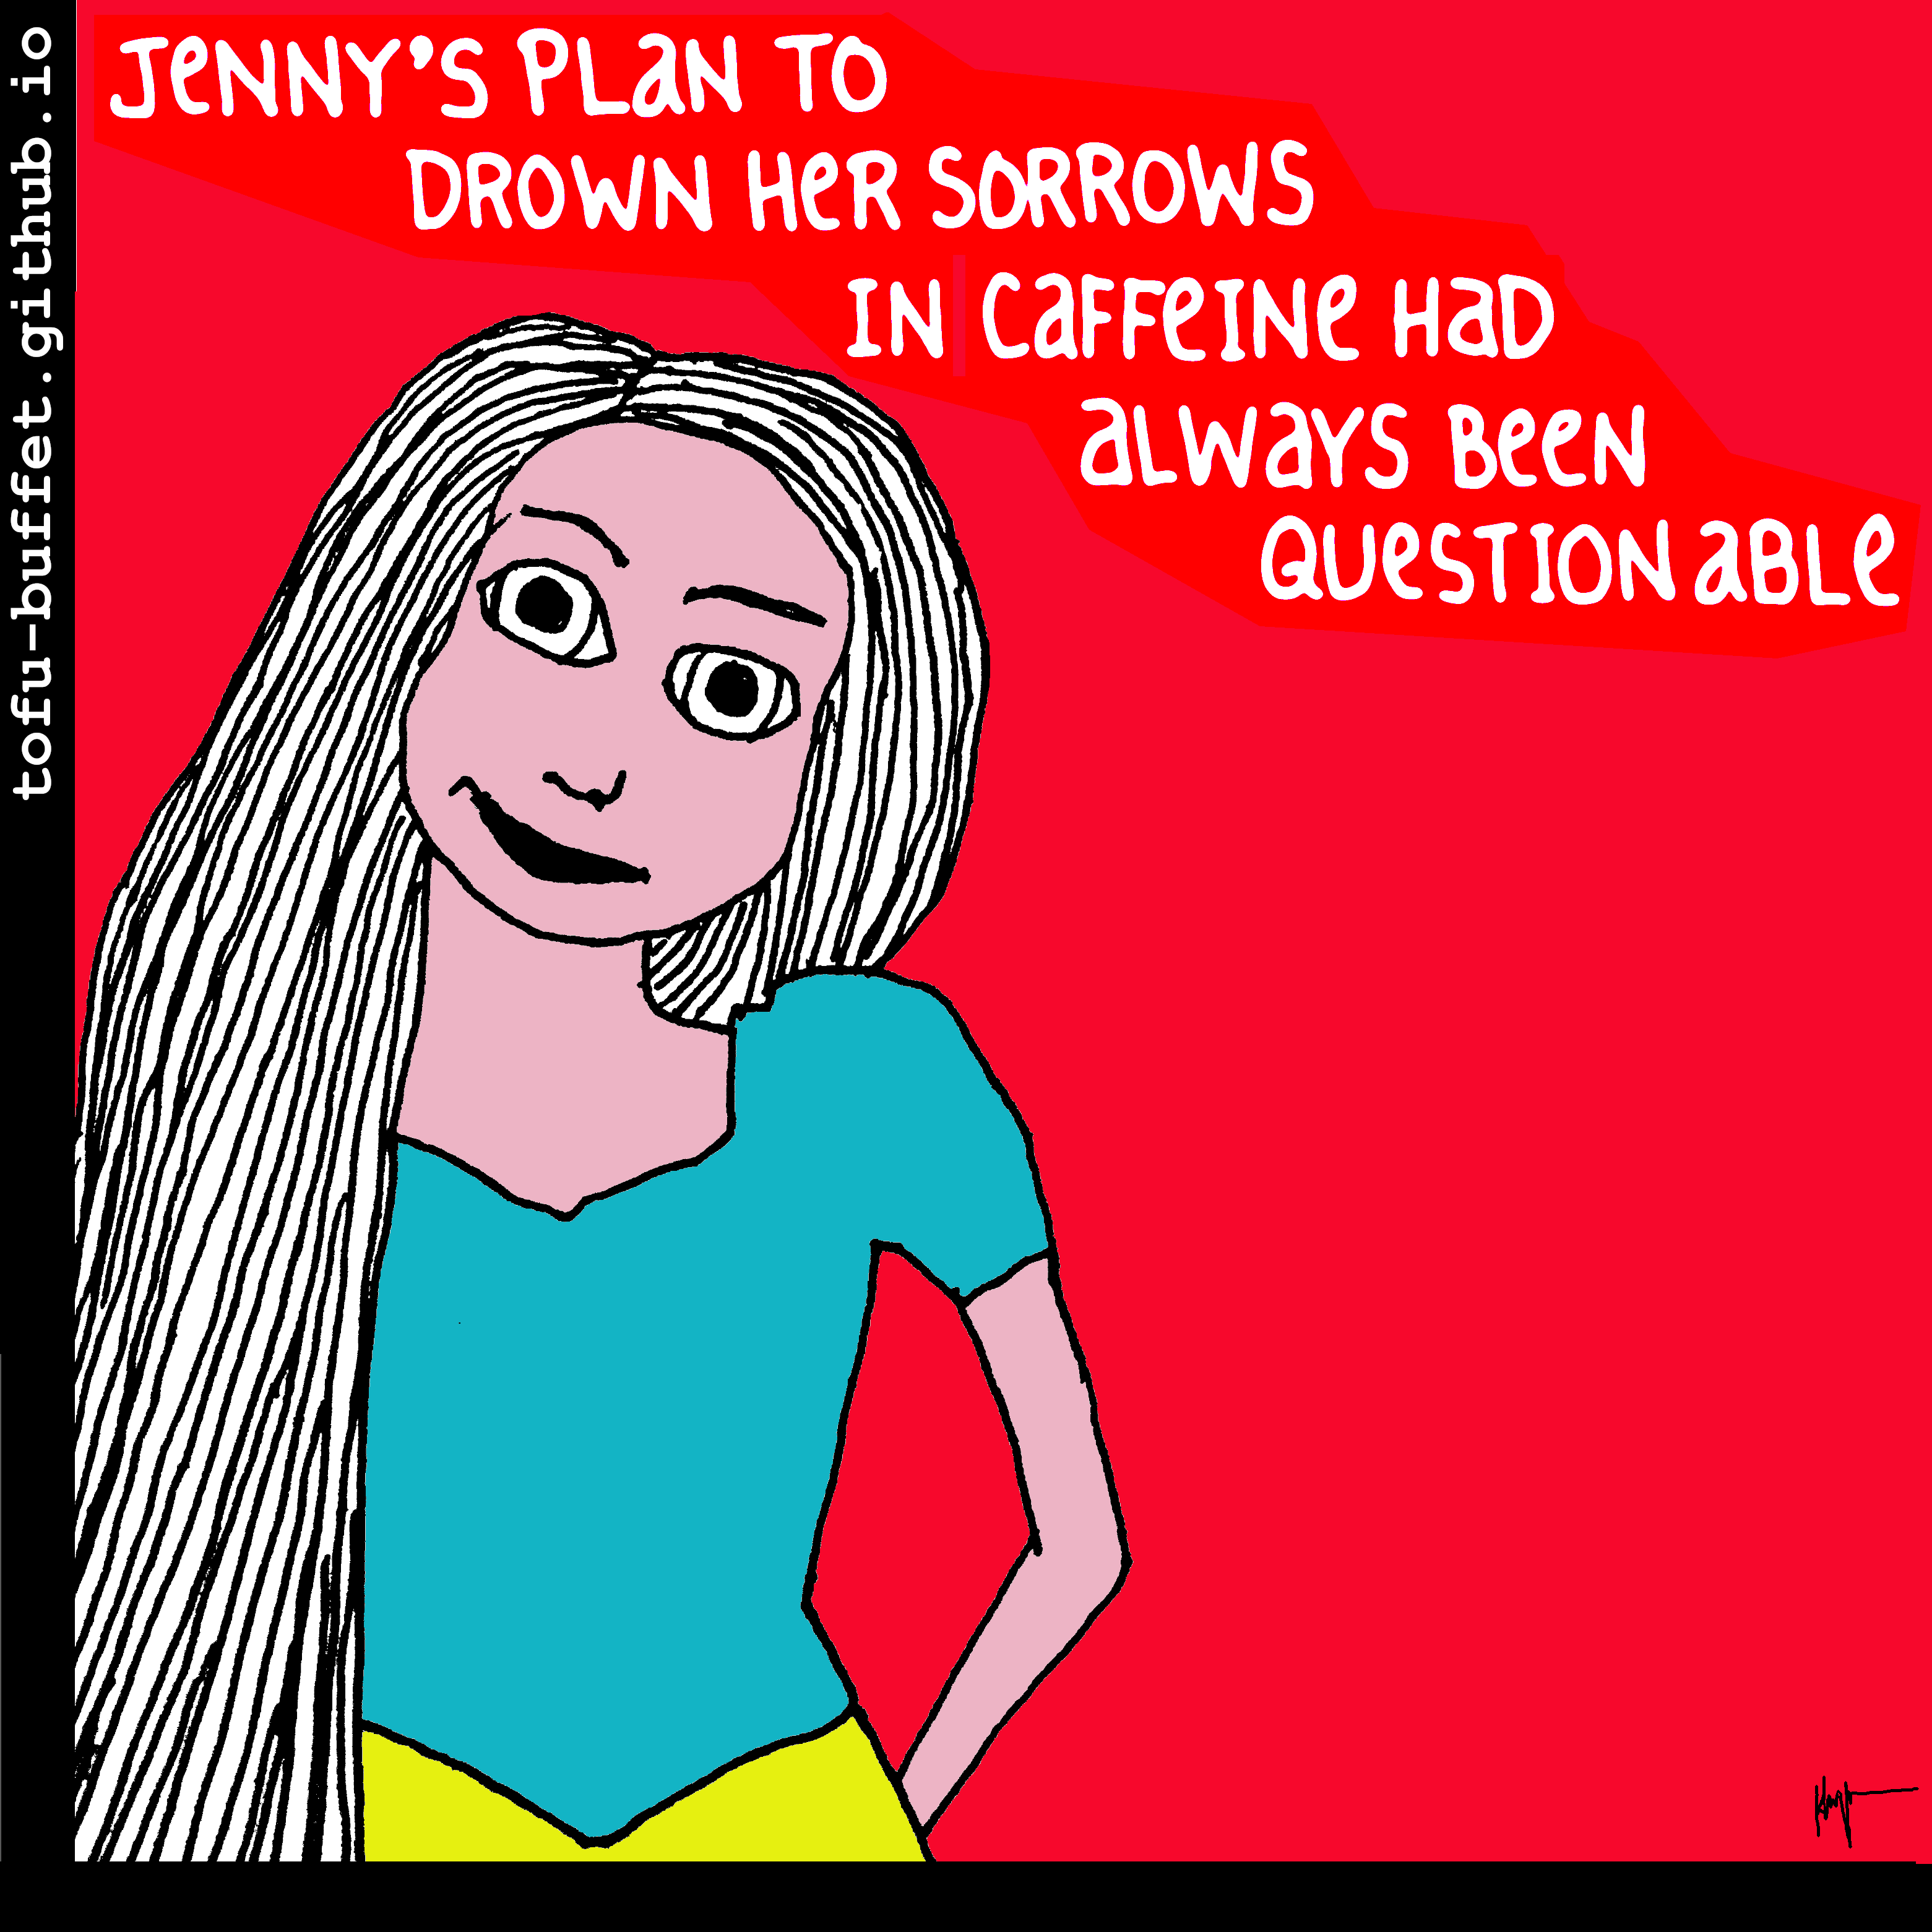 tofu-buffet.github.io
JeNNY'S PLaN TO
DROWN HeR SORROWS
IN CaFFeINe HaD
aLWaYS BeeN
QUeSTIONaBLe